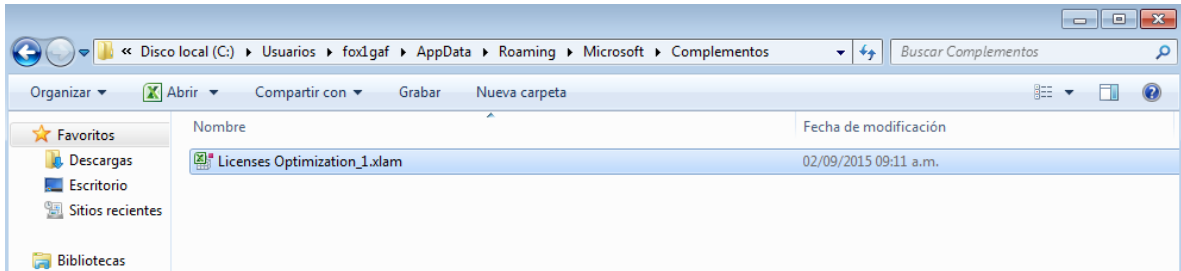 « Disco local (C:) ▸ Usuarios ▸ fox1gaf ▸ AppData ▸ Roaming ▸ Microsoft ▸ Complementos
Buscar Complementos
Organizar Abrir Compartir con Grabar Nueva carpeta
Favoritos
Descargas
Escritorio
Sitios recientes
Bibliotecas
Nombre Fecha de modificación
Licenses Optimization_1.xlam 02/09/2015 09:11 a.m.